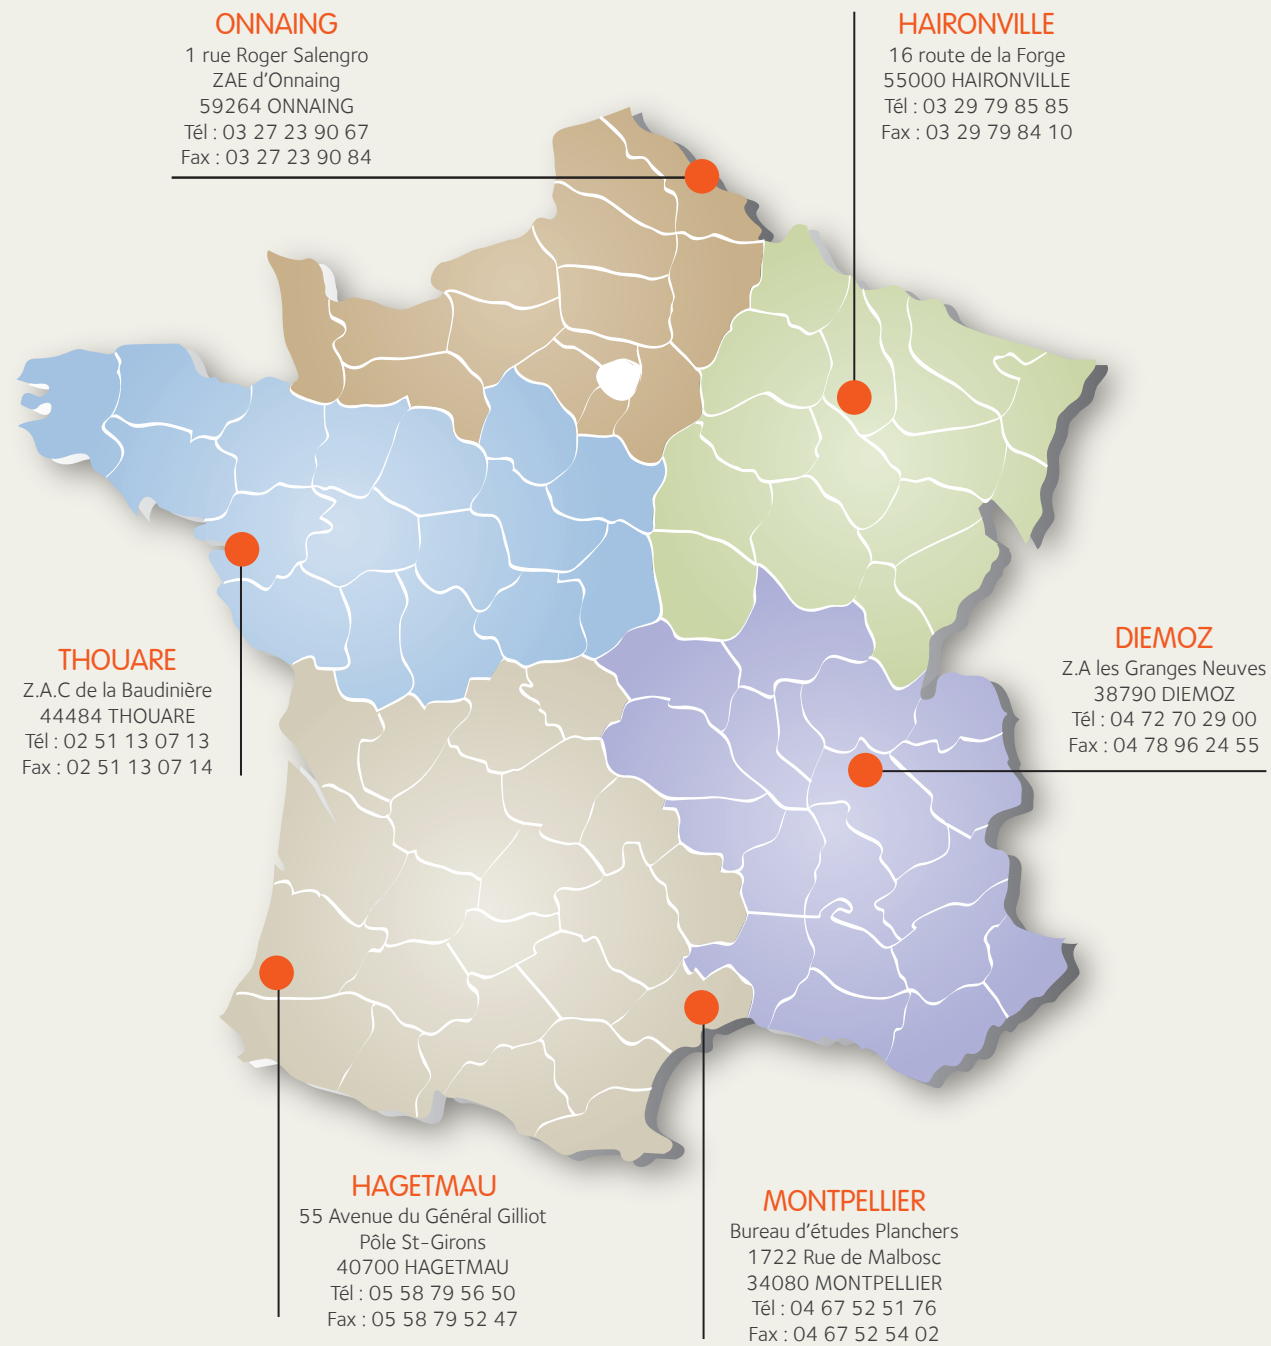 ONNAING
1 rue Roger Salengro
ZAE d'Onnaing
59264 ONNAING
Tél : 03 27 23 90 67
Fax : 03 27 23 90 84
HAIRONVILLE
16 route de la Forge
55000 HAIRONVILLE
Tél : 03 29 79 85 85
Fax : 03 29 79 84 10
THOUARE
Z.A.C de la Baudinière
44484 THOUARE
Tél : 02 51 13 07 13
Fax : 02 51 13 07 14
DIEMOZ
Z.A les Granges Neuves
38790 DIEMOZ
Tél : 04 72 70 29 00
Fax : 04 78 96 24 55
HAGETMAU
55 Avenue du Général Gilliot
Pôle St-Girons
40700 HAGETMAU
Tél : 05 58 79 56 50
Fax : 05 58 79 52 47
MONTPELLIER
Bureau d'études Planchers
1722 Rue de Malbosc
34080 MONTPELLIER
Tél : 04 67 52 51 76
Fax : 04 67 52 54 02